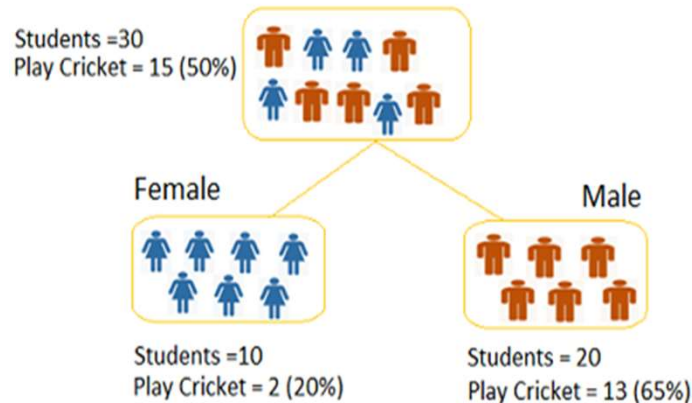 Students =30
Play Cricket = 15 (50%)
Female
Male
Students =10
Play Cricket = 2 (20%)
Students =20
Play Cricket = 13 (65%)